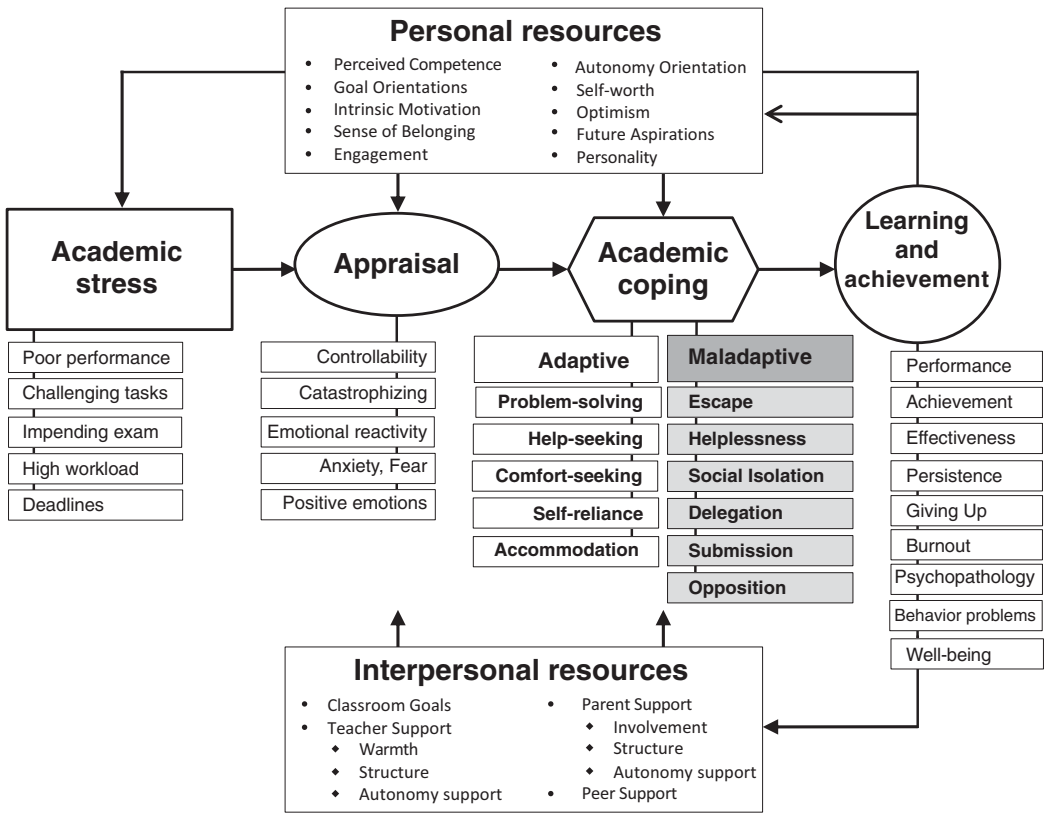 Personal resources
• Perceived Competence
• Goal Orientations
• Intrinsic Motivation
• Sense of Belonging
• Engagement
• Autonomy Orientation
• Self-worth
• Optimism
• Future Aspirations
• Personality
Academic
stress
Poor performance
Challenging tasks
Impending exam
High workload
Deadlines
Appraisal
Controllability
Catastrophizing
Emotional reactivity
Anxiety, Fear
Positive emotions
Academic
coping
Adaptive
Problem-solving
Help-seeking
Comfort-seeking
Self-reliance
Accommodation
Maladaptive
Escape
Helplessness
Social Isolation
Delegation
Submission
Opposition
Learning
and
achievement
Performance
Achievement
Effectiveness
Persistence
Giving Up
Burnout
Psychopathology
Behavior problems
Well-being
Interpersonal resources
• Classroom Goals
• Teacher Support
◆ Warmth
◆ Structure
◆ Autonomy support
• Parent Support
◆ Involvement
◆ Structure
◆ Autonomy support
• Peer Support